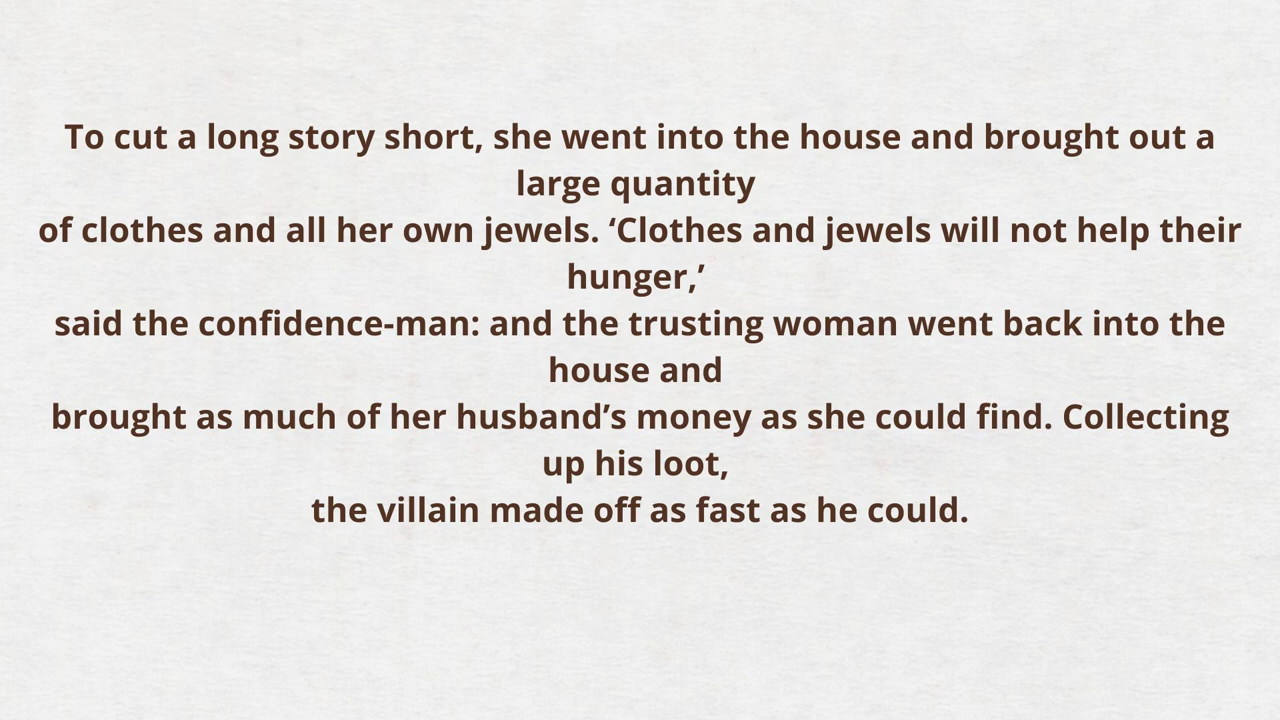 To cut a long story short, she went into the house and brought out a
large quantity
of clothes and all her own jewels. ‘Clothes and jewels will not help their
hunger,’
said the confidence-man: and the trusting woman went back into the
house and
brought as much of her husband’s money as she could find. Collecting
up his loot,
the villain made off as fast as he could.